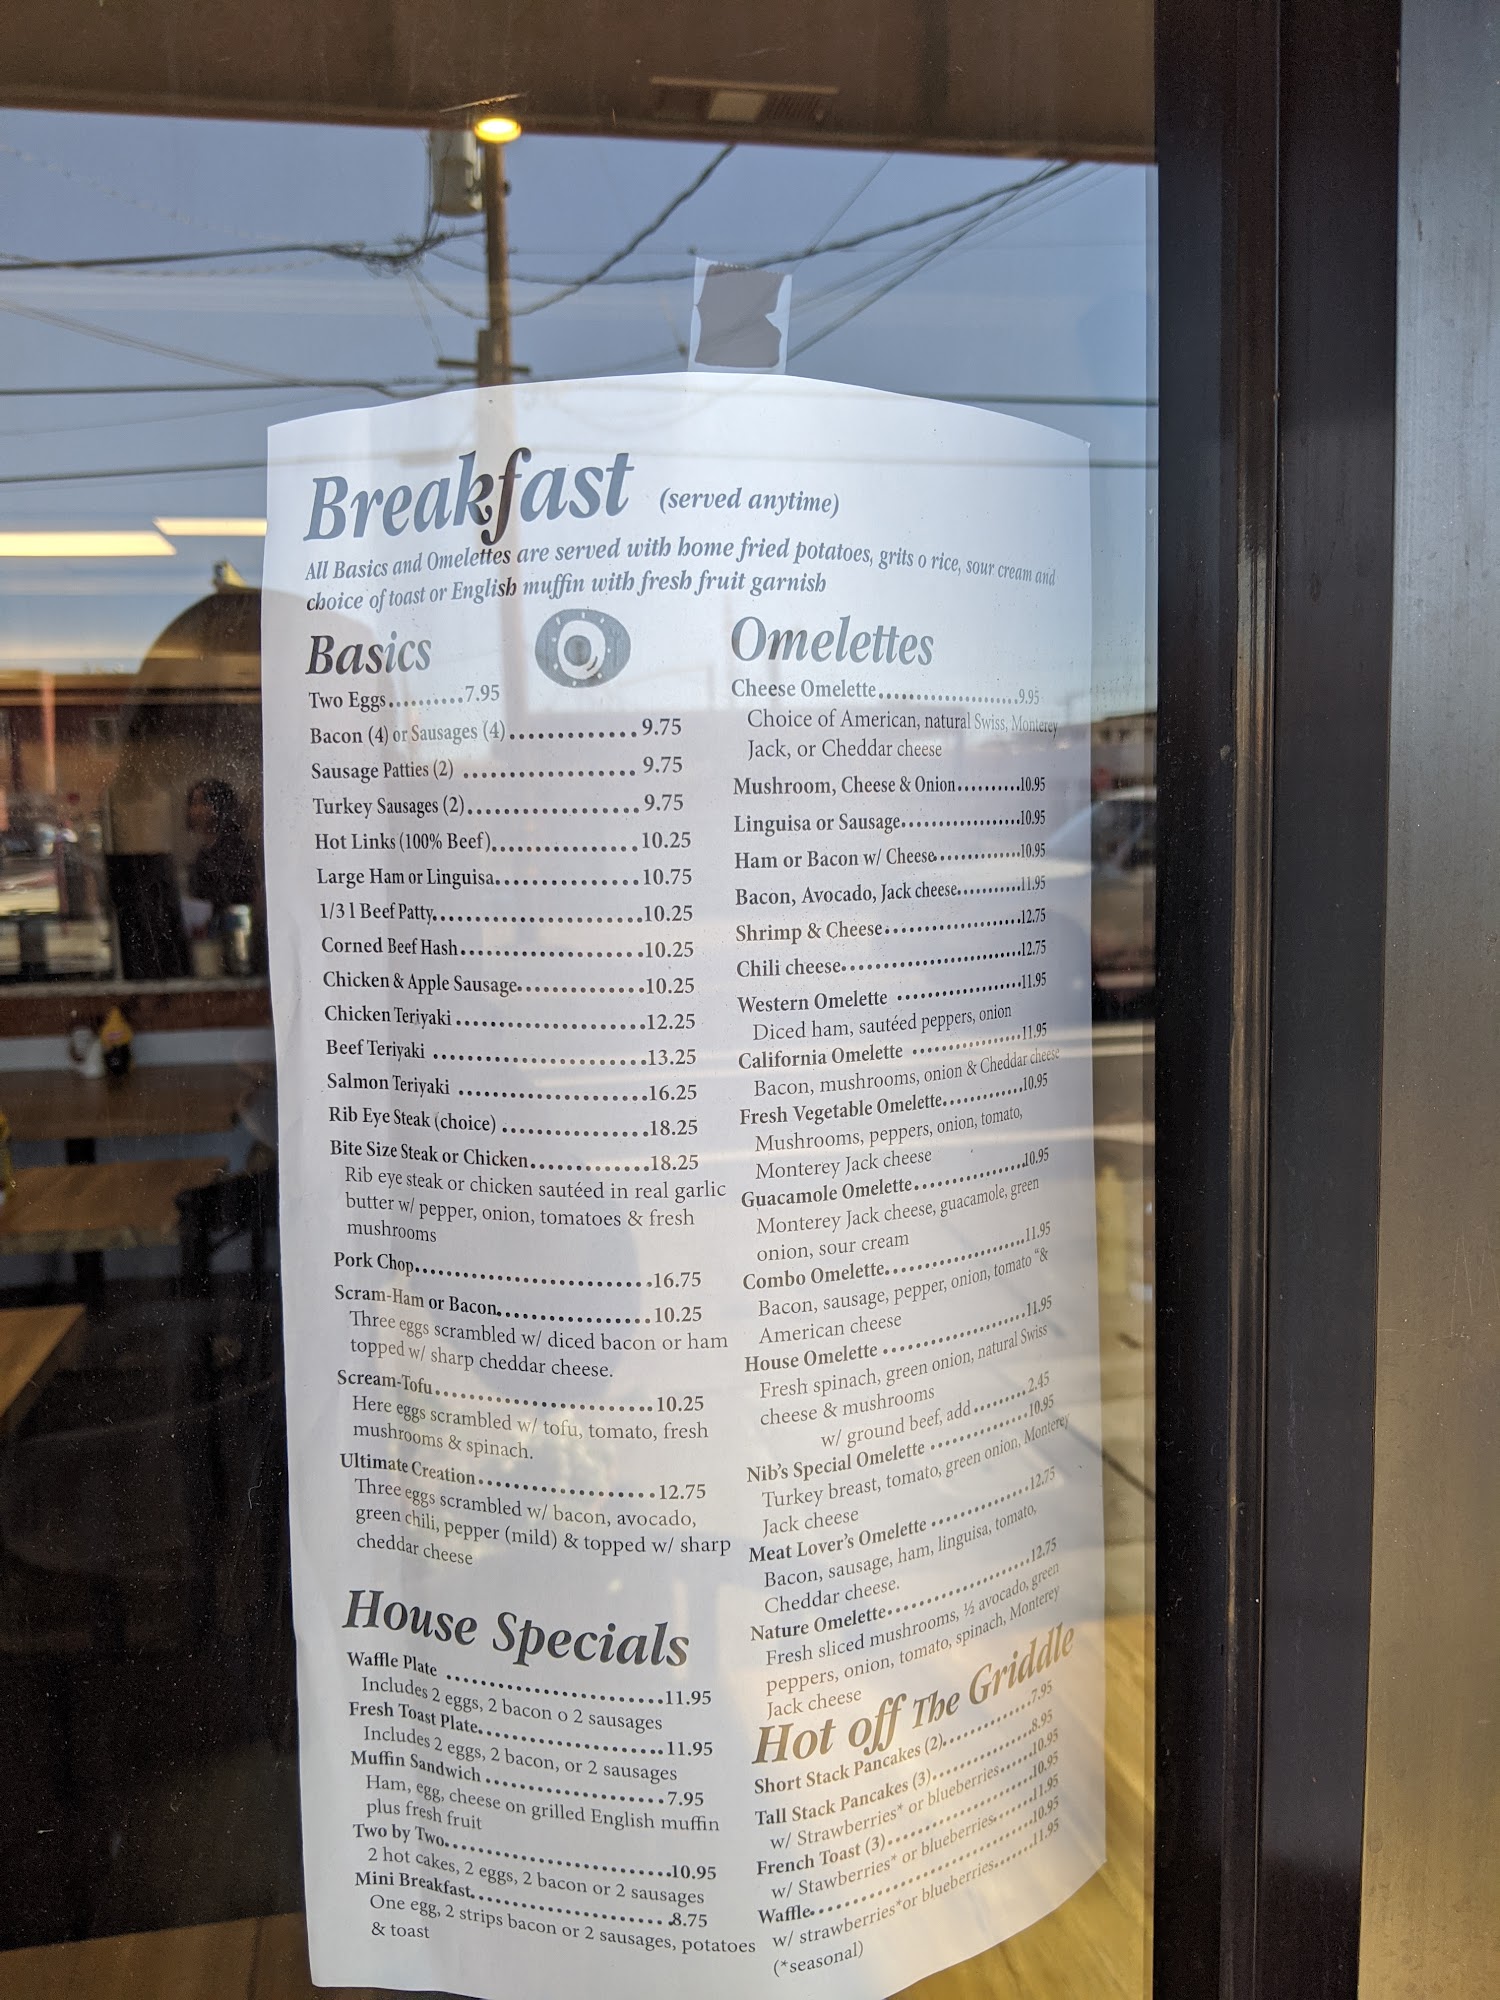 Breakfast (served anytime)
All Basics and Omelettes are served with home fried potatoes, grits o rice, sour cream and
choice of toast or English muffin with fresh fruit garnish
Basics
Two Eggs..........7.95
Bacon (4) or Sausages (4).............9.75
Sausage Patties (2) ..................9.75
Turkey Sausages (2)..................9.75
Hot Links (100% Beef)................10.25
Large Ham or Linguisa...............10.75
1/3 l Beef Patty......................10.25
Corned Beef Hash...................10.25
Chicken & Apple Sausage.............10.25
Chicken Teriyaki ....................12.25
Beef Teriyaki ......................13.25
Salmon Teriyaki ....................16.25
Rib Eye Steak (choice) ...............18.25
Bite Size Steak or Chicken.............18.25
Rib eye steak or chicken sautéed in real garlic
butter w/ pepper, onion, tomatoes & fresh
mushrooms
Pork Chop.........................16.75
Scram-Ham or Bacon................10.25
Three eggs scrambled w/ diced bacon or ham
topped w/ sharp cheddar cheese.
Scream-Tofu.......................10.25
Here eggs scrambled w/ tofu, tomato, fresh
mushrooms & spinach.
Ultimate Creation...................12.75
Three eggs scrambled w/ bacon, avocado,
green chili, pepper (mild) & topped w/ sharp
cheddar cheese
House Specials
Waffle Plate .......................11.95
Includes 2 eggs, 2 bacon o 2 sausages
Fresh Toast Plate....................11.95
Includes 2 eggs, 2 bacon, or 2 sausages
Muffin Sandwich ...................7.95
Ham, egg, cheese on grilled English muffin
plus fresh fruit
Two by Two........................10.95
2 hot cakes, 2 eggs, 2 bacon or 2 sausages
Mini Breakfast......................8.75
One egg, 2 strips bacon or 2 sausages, potatoes
& toast
Omelettes
Cheese Omelette.....................9.95
Choice of American, natural Swiss, Monterey
Jack, or Cheddar cheese
Mushroom, Cheese & Onion..........10.95
Linguisa or Sausage...................10.95
Ham or Bacon w/ Cheese..............10.95
Bacon, Avocado, Jack cheese...........11.95
Shrimp & Cheese.....................12.75
Chili cheese...........................12.75
Western Omelette ...................11.95
Diced ham, sautéed peppers, onion
California Omelette .................11.95
Bacon, mushrooms, onion & Cheddar cheese
Fresh Vegetable Omelette.............10.95
Mushrooms, peppers, onion, tomato,
Monterey Jack cheese
Guacamole Omelette.................10.95
Monterey Jack cheese, guacamole, green
onion, sour cream
Combo Omelette.....................11.95
Bacon, sausage, pepper, onion, tomato "&
American cheese
House Omelette .....................11.95
Fresh spinach, green onion, natural Swiss
cheese & mushrooms
w/ ground beef, add.........2.45
Nib's Special Omelette ...............10.95
Turkey breast, tomato, green onion, Monterey
Jack cheese
Meat Lover's Omelette ...............12.75
Bacon, sausage, ham, linguisa, tomato,
Cheddar cheese.
Nature Omelette.....................12.75
Fresh sliced mushrooms, ½ avocado, green
peppers, onion, tomato, spinach, Monterey
Jack cheese
Hot off The Griddle
Short Stack Pancakes (2)..............7.95
Tall Stack Pancakes (3)................8.95
w/ Strawberries* or blueberries......10.95
French Toast (3)......................10.95
w/ Stawberries* or blueberries.......11.95
Waffle...............................10.95
w/ strawberries*or blueberries.......11.95
(*seasonal)